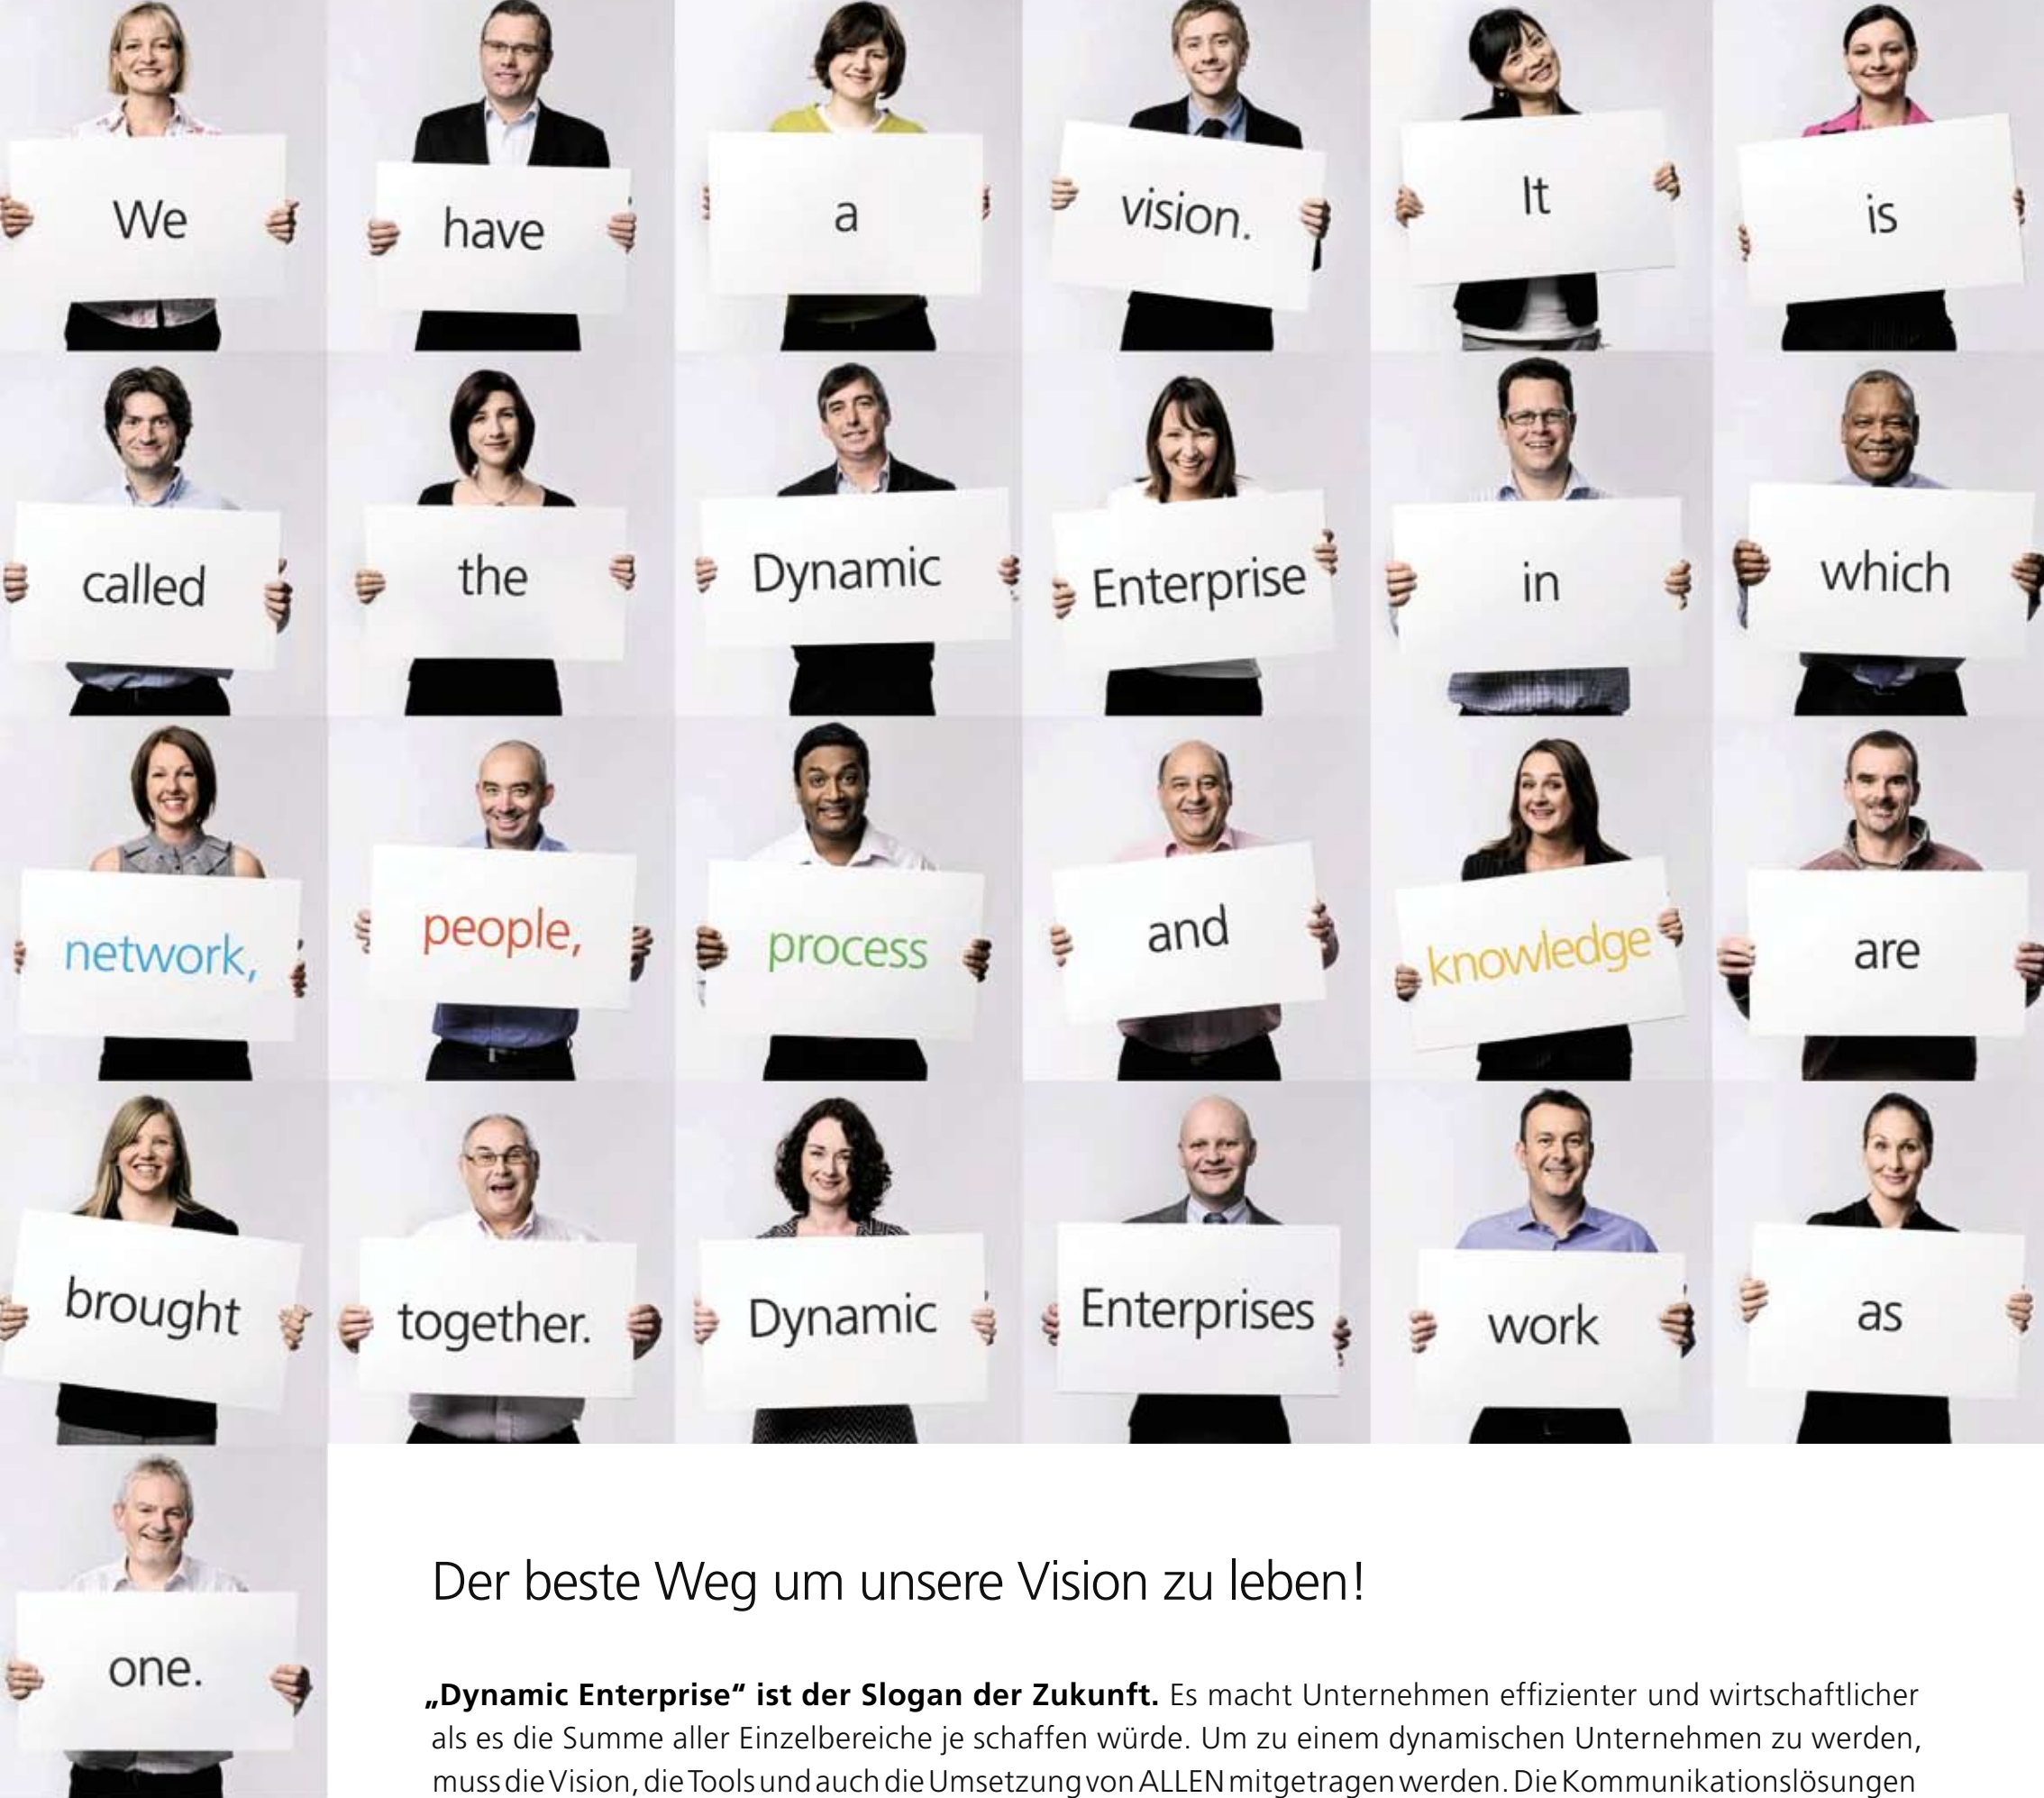 We have a vision. It is
called the Dynamic Enterprise in which
network, people, process and knowledge are
brought together. Dynamic Enterprises work as
one.
Der beste Weg um unsere Vision zu leben!
„Dynamic Enterprise“ ist der Slogan der Zukunft. Es macht Unternehmen effizienter und wirtschaftlicher
als es die Summe aller Einzelbereiche je schaffen würde. Um zu einem dynamischen Unternehmen zu werden,
muss die Vision, die Tools und auch die Umsetzung von ALLEN mitgetragen werden. Die Kommunikationslösungen